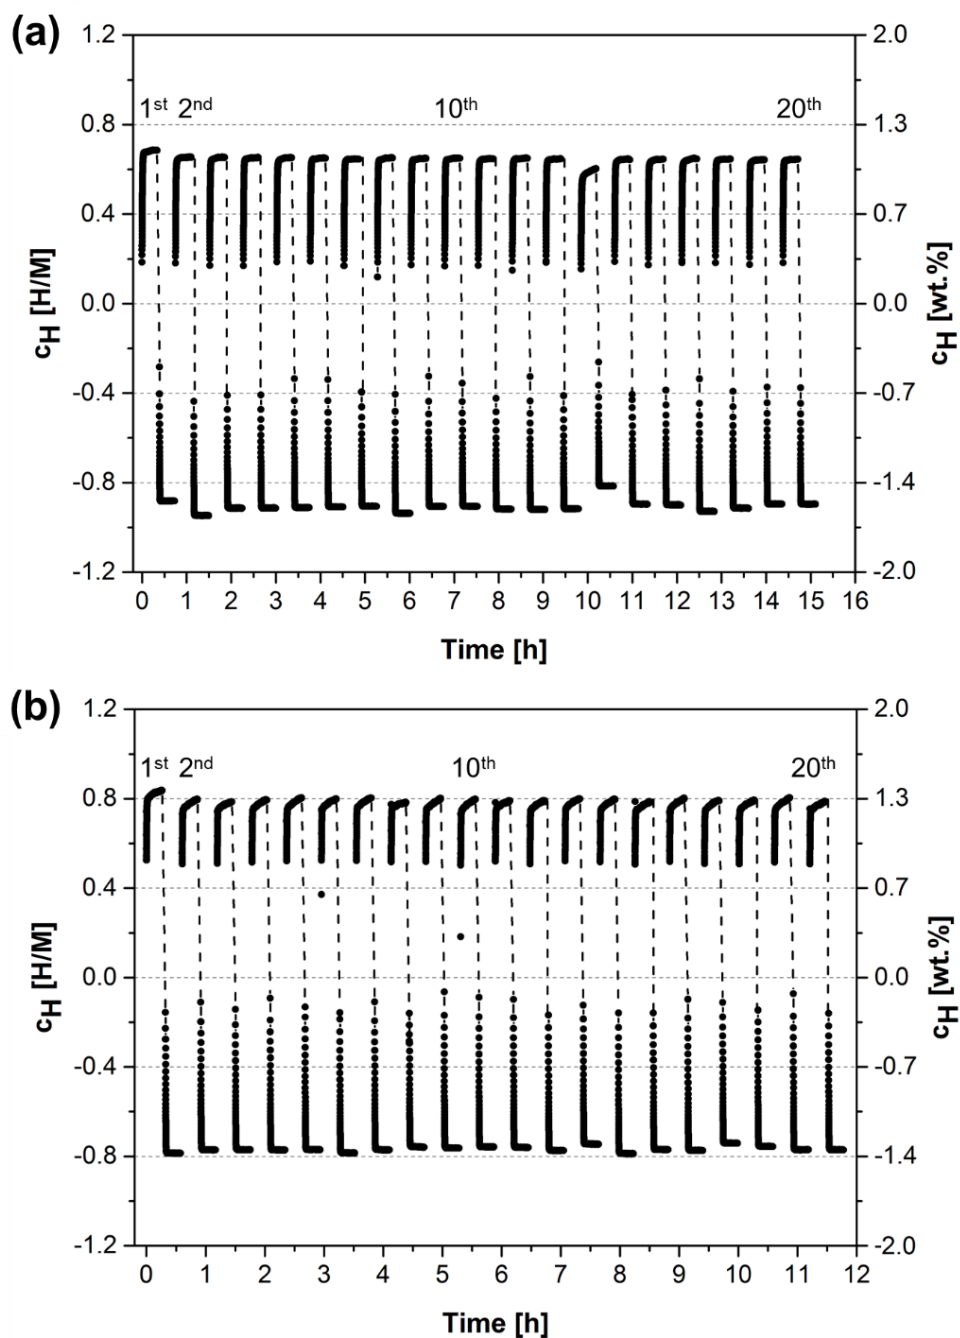 (a)
1.2
2.0
1st 2nd 10th 20th
0.8
1.3
0.4
0.7
cH [H/M]
0.0
0.0
cH [wt.%]
-0.4
-0.7
-0.8
-1.4
-1.2
-2.0
0 1 2 3 4 5 6 7 8 9 10 11 12 13 14 15 16
Time [h]
(b)
1.2
2.0
1st 2nd 10th 20th
0.8
1.3
0.4
0.7
cH [H/M]
0.0
0.0
cH [wt.%]
-0.4
-0.7
-0.8
-1.4
-1.2
-2.0
0 1 2 3 4 5 6 7 8 9 10 11 12
Time [h]